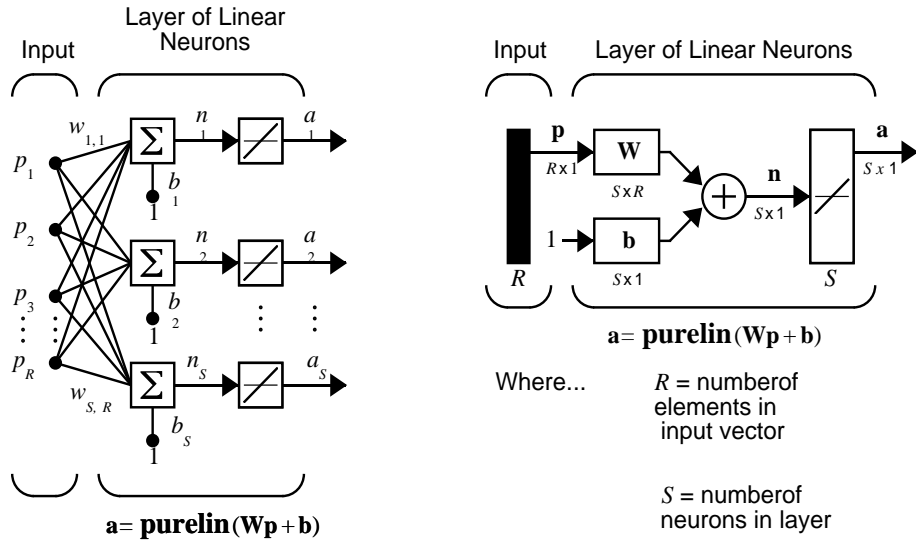 Layer of Linear
Neurons
Input
w1, 1
p1
p2
p3
pR
wS, R
Σ
n1
a1
b1
1
Σ
n2
a2
b2
1
Σ
nS
aS
bS
1
a= purelin(Wp+b)
Input
Layer of Linear Neurons
p
R x 1
W
S x R
1
b
S x 1
R
+
n
S x 1
a
S x 1
S
a= purelin(Wp+b)
Where...
R = numberof
elements in
input vector
S = numberof
neurons in layer